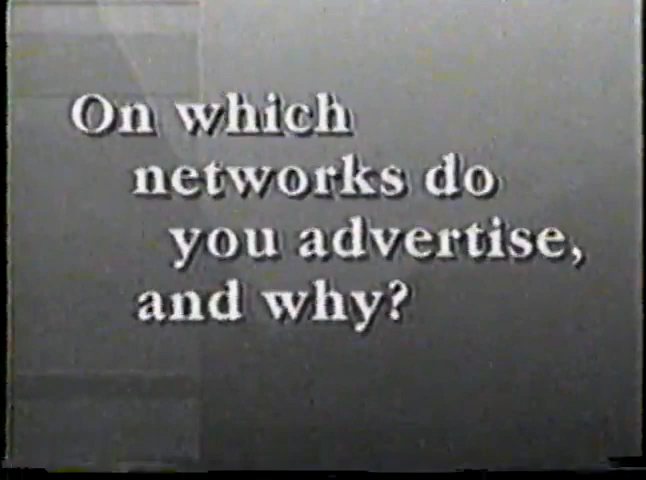 On which
networks do
you advertise,
and why?